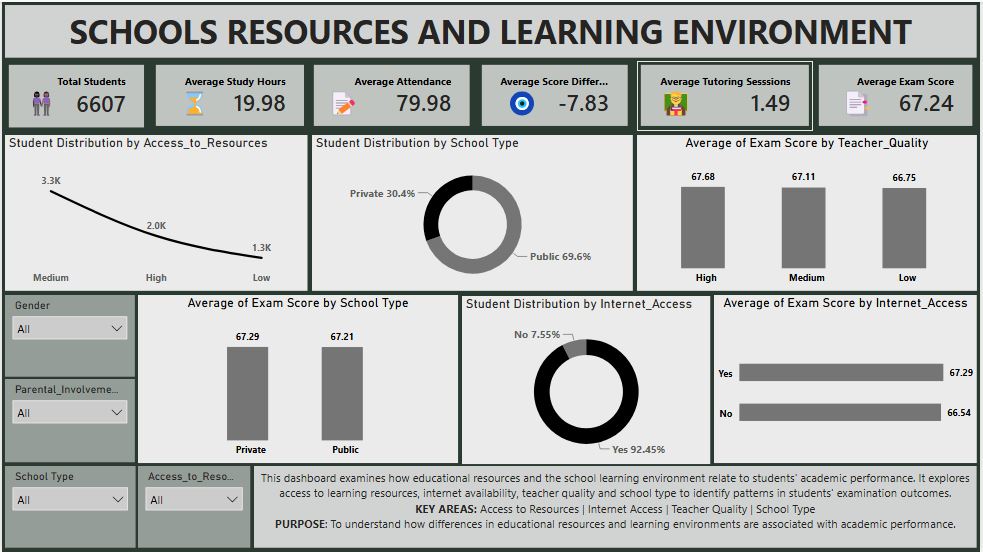 SCHOOLS RESOURCES AND LEARNING ENVIRONMENT
Total Students
6607
Average Study Hours
19.98
Average Attendance
79.98
Average Score Differ...
-7.83
Average Tutoring Sesssions
1.49
Average Exam Score
67.24
Student Distribution by Access_to_Resources
3.3K
2.0K
1.3K
Medium High Low
Student Distribution by School Type
Private 30.4%
Public 69.6%
Average of Exam Score by Teacher_Quality
67.68 67.11 66.75
High Medium Low
Gender
All
Parental_Involveme...
All
Average of Exam Score by School Type
67.29 67.21
Private Public
Student Distribution by Internet_Access
No 7.55%
Yes 92.45%
Average of Exam Score by Internet_Access
Yes 67.29
No 66.54
School Type
All
Access_to_Reso...
All
This dashboard examines how educational resources and the school learning environment relate to students' academic performance. It explores
access to learning resources, internet availability, teacher quality and school type to identify patterns in students' examination outcomes.
KEY AREAS: Access to Resources | Internet Access | Teacher Quality | School Type
PURPOSE: To understand how differences in educational resources and learning environments are associated with academic performance.